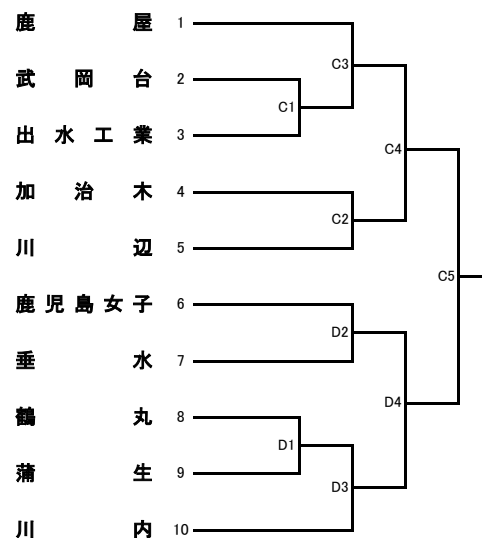 鹿屋 1
C3
武岡台 2
C1
出水工業 3
C4
加治木 4
C2
川辺 5
C5
鹿児島女子 6
D2
垂水 7
D4
鶴丸 8
D1
蒲生 9
D3
川内 10